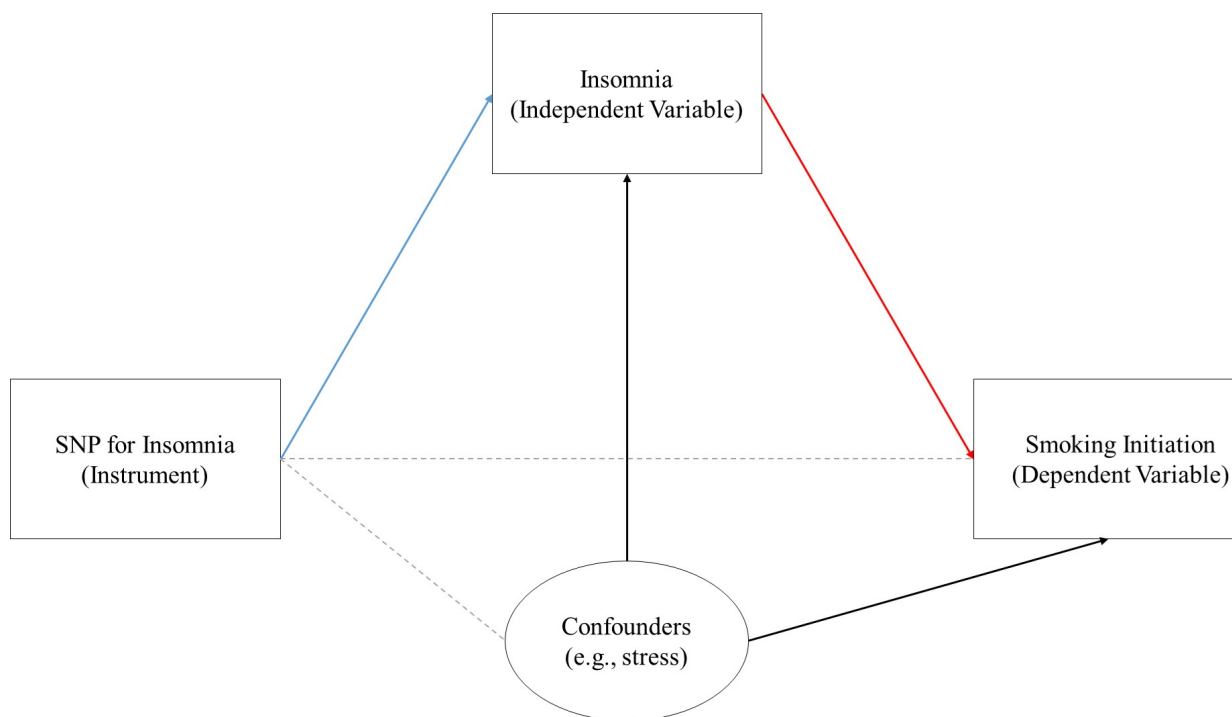 Insomnia
(Independent Variable)
SNP for Insomnia
(Instrument)
Smoking Initiation
(Dependent Variable)
Confounders
(e.g., stress)